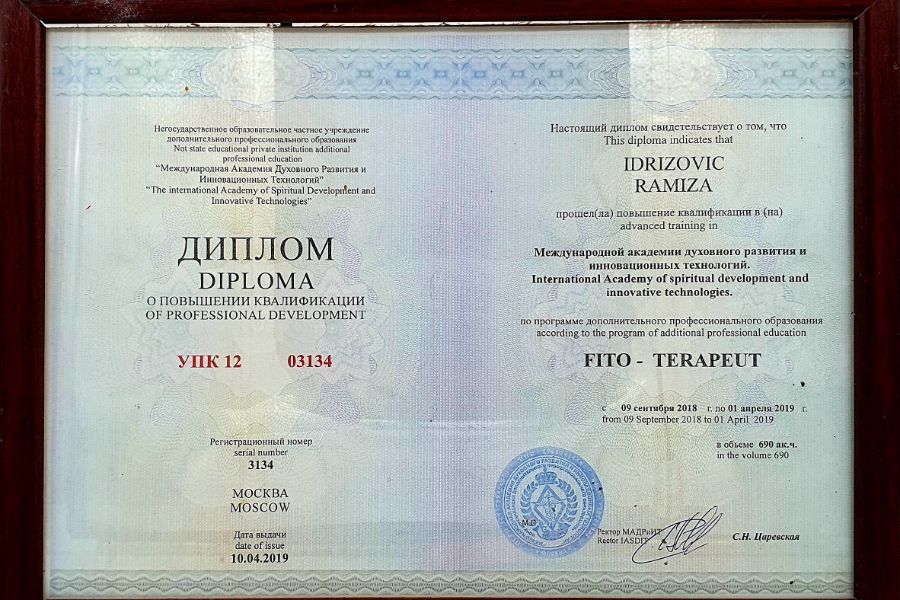 Негосударственное образовательное частное учреждение
дополнительного профессионального образования
Not state educational private institution additional
professional education
"Международная Академия Духовного Развития и
Инновационных Технологий"
"The international Academy of Spiritual Development and
Innovative Technologies"
ДИПЛОМ
DIPLOMA
О ПОВЫШЕНИИ КВАЛИФИКАЦИИ
OF PROFESSIONAL DEVELOPMENT
УПК 12 03134
Регистрационный номер
serial number
3134
МОСКВА
MOSCOW
Дата выдачи
date of issue
10.04.2019
Настоящий диплом свидетельствует о том, что
This diploma indicates that
IDRIZOVIC
RAMIZA
прошел(ла) повышение квалификации в (на)
advanced training in
Международной академии духовного развития и
инновационных технологий.
International Academy of spiritual development and
innovative technologies.
по программе дополнительного профессионального образования
according to the program of additional professional education
FITO - TERAPEUT
с 09 сентября 2018 г. по 01 апреля 2019 г.
from 09 September 2018 to 01 April 2019
в объеме 690 ак.ч.
in the volume 690
М.П.
Ректор МАДРиИТ
Rector IASDIT
С.Н. Царевская